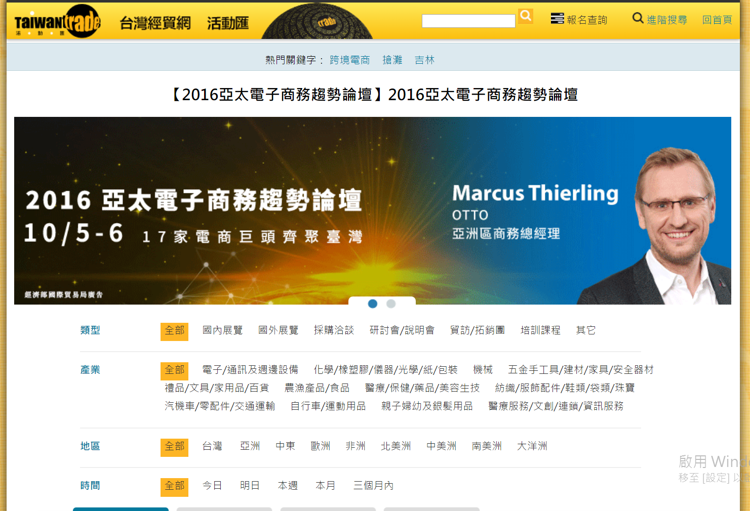 TAIWANtrade 台灣經貿網 活動匯
報名查詢 進階搜尋 回首頁
熱門關鍵字： 跨境電商 搶灘 吉林
【2016亞太電子商務趨勢論壇】2016亞太電子商務趨勢論壇
2016 亞太電子商務趨勢論壇
10/5-6 17家電商巨頭齊聚臺灣
經濟部國際貿易局廣告
Marcus Thierling
OTTO
亞洲區商務總經理
類型 全部 國內展覽 國外展覽 採購洽談 研討會/說明會 貿訪/拓銷團 培訓課程 其它
產業 全部 電子/通訊及週邊設備 化學/橡塑膠/儀器/光學/紙/包裝 機械 五金手工具/建材/家具/安全器材
禮品/文具/家用品/百貨 農漁產品/食品 醫療/保健/藥品/美容生技 紡織/服飾配件/鞋類/袋類/珠寶
汽機車/零配件/交通運輸 自行車/運動用品 親子婦幼及銀髮用品 醫療服務/文創/連鎖/資訊服務
地區 全部 台灣 亞洲 中東 歐洲 非洲 北美洲 中美洲 南美洲 大洋洲
時間 全部 今日 明日 本週 本月 三個月內
啟用 Wind
移至 [設定] 以